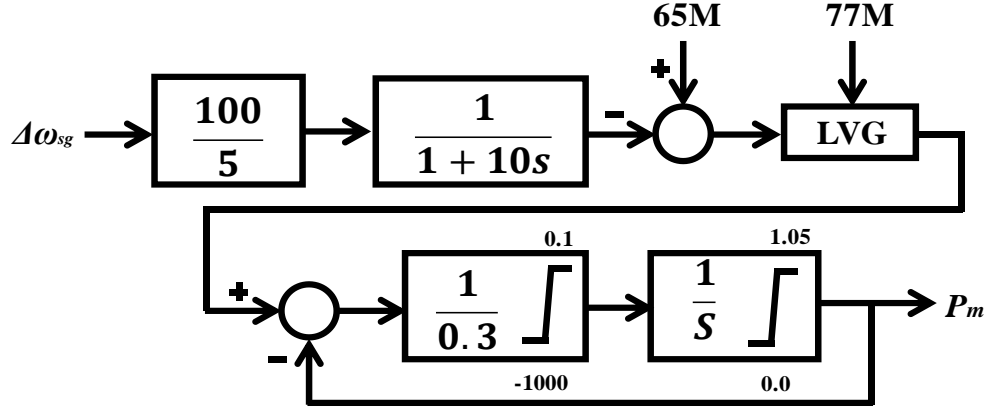 65M
77M
+
Δω_sg
100
5
1
1 + 10s
−
LVG
0.1
1.05
+
1
0.3
1
S
P_m
−
-1000
0.0